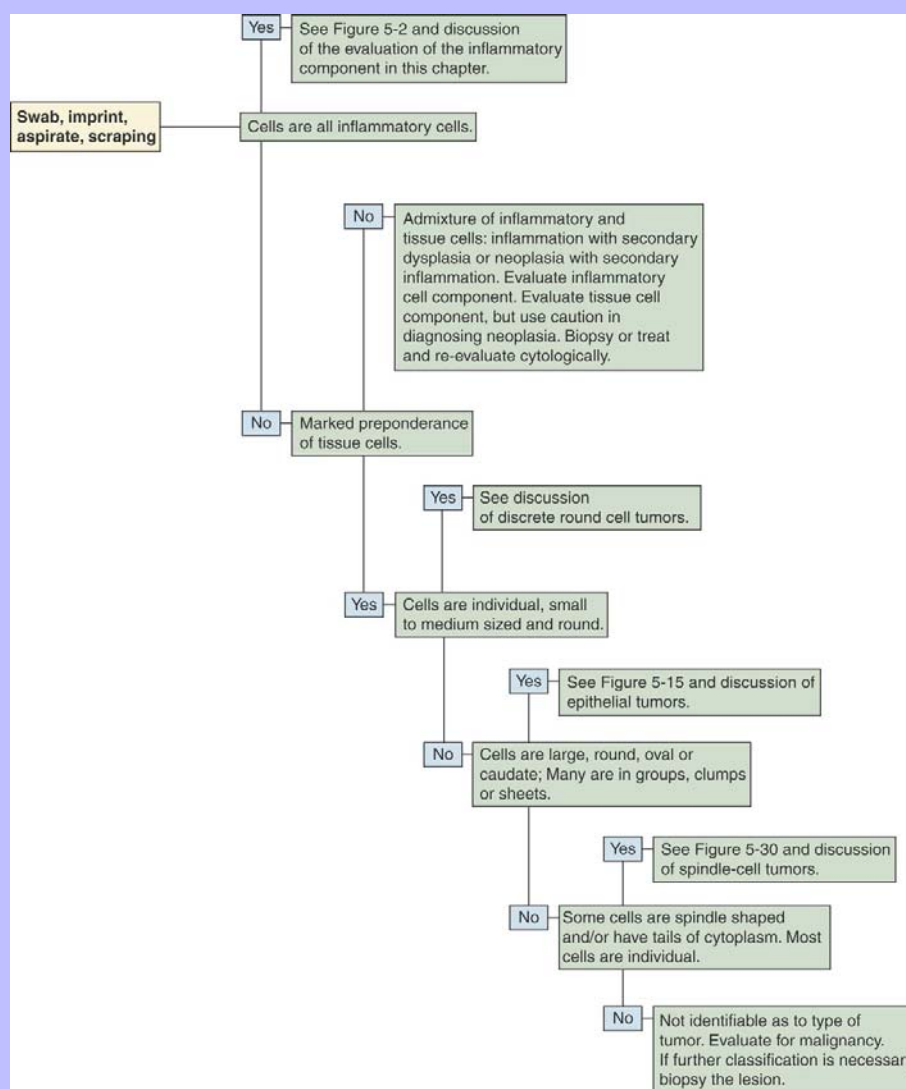 Yes
See Figure 5-2 and discussion
of the evaluation of the inflammatory
component in this chapter.
Swab, imprint,
aspirate, scraping
Cells are all inflammatory cells.
No
Admixture of inflammatory and
tissue cells: inflammation with secondary
dysplasia or neoplasia with secondary
inflammation. Evaluate inflammatory
cell component. Evaluate tissue cell
component, but use caution in
diagnosing neoplasia. Biopsy or treat
and re-evaluate cytologically.
No
Marked preponderance
of tissue cells.
Yes
See discussion
of discrete round cell tumors.
Yes
Cells are individual, small
to medium sized and round.
Yes
See Figure 5-15 and discussion of
epithelial tumors.
No
Cells are large, round, oval or
caudate; Many are in groups, clumps
or sheets.
Yes
See Figure 5-30 and discussion
of spindle-cell tumors.
No
Some cells are spindle shaped
and/or have tails of cytoplasm. Most
cells are individual.
No
Not identifiable as to type of
tumor. Evaluate for malignancy.
If further classification is necessar
biopsy the lesion.